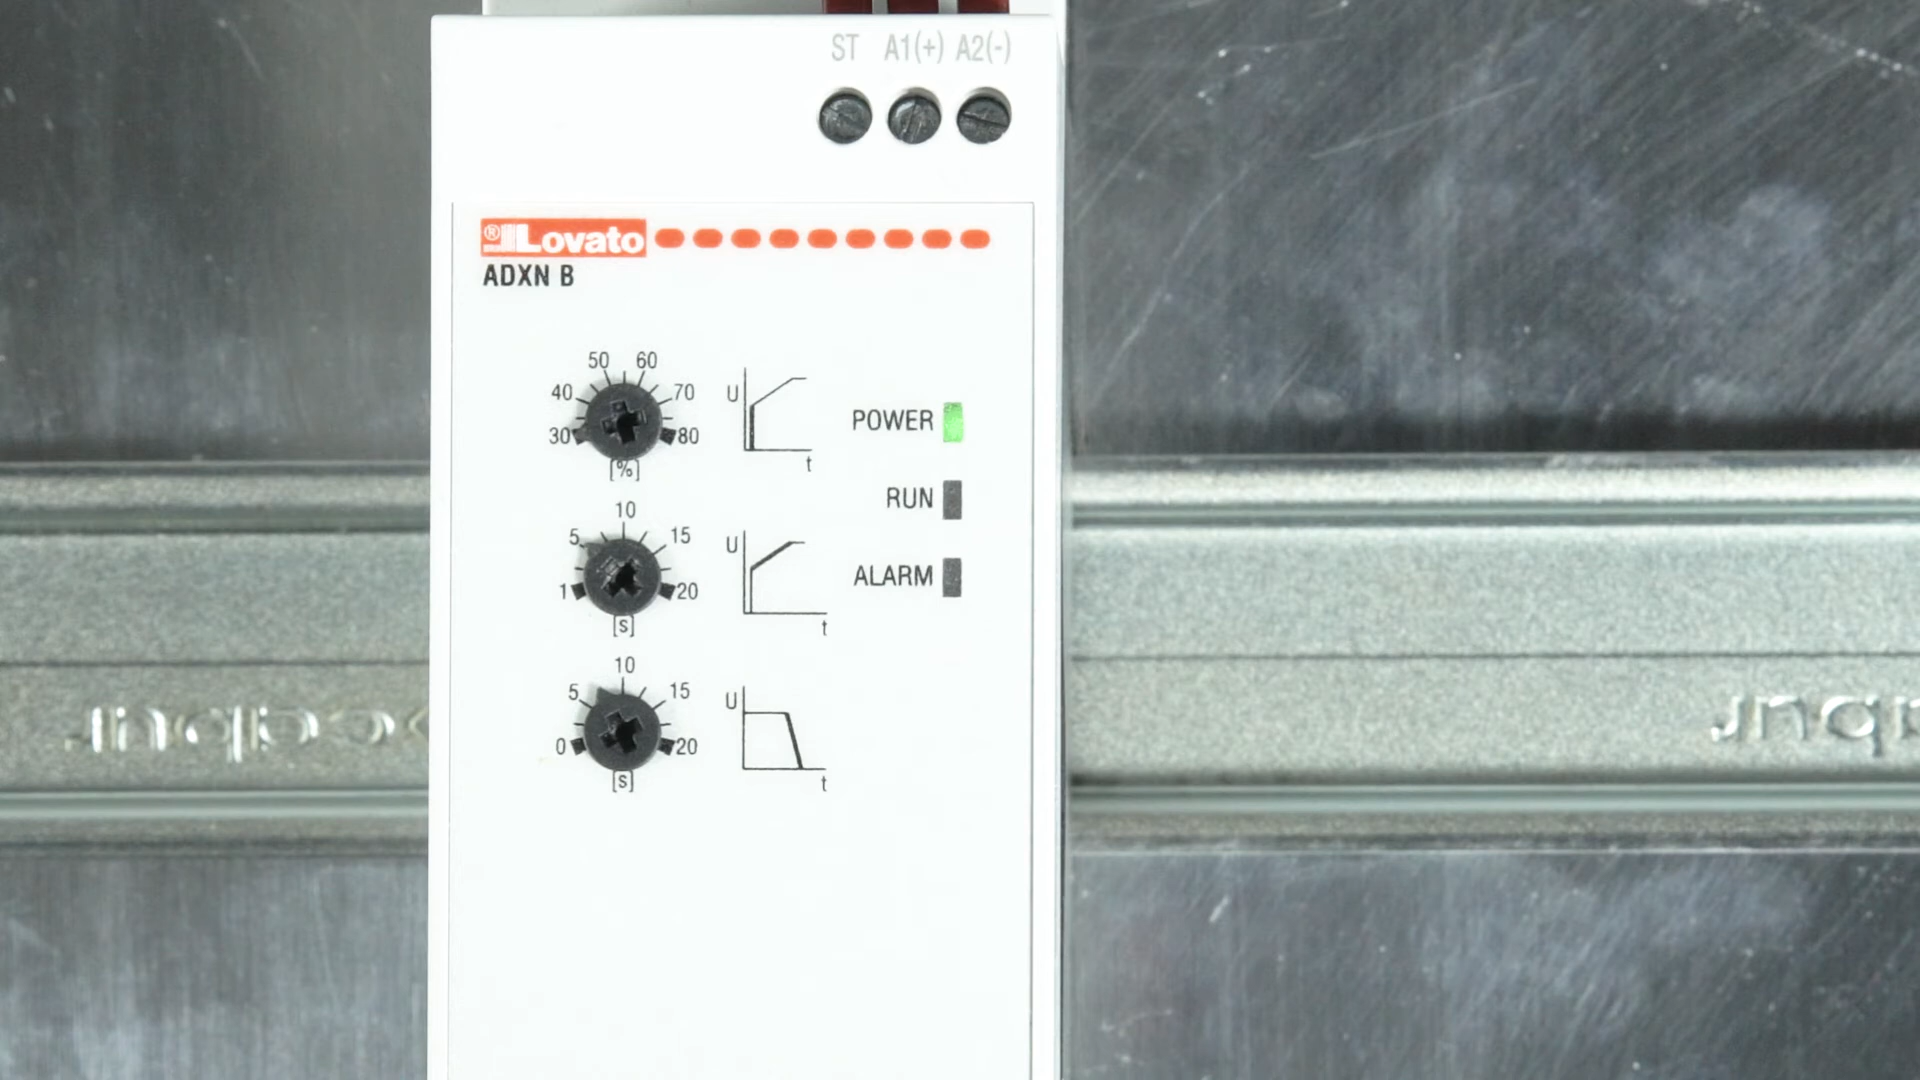 ST A1(+) A2(-)
®Lovato
ADXN B
50 60
40 70
30 80
[%]
U
t
POWER
RUN
ALARM
10
5 15
1 20
[s]
U
t
10
5 15
0 20
[s]
U
t